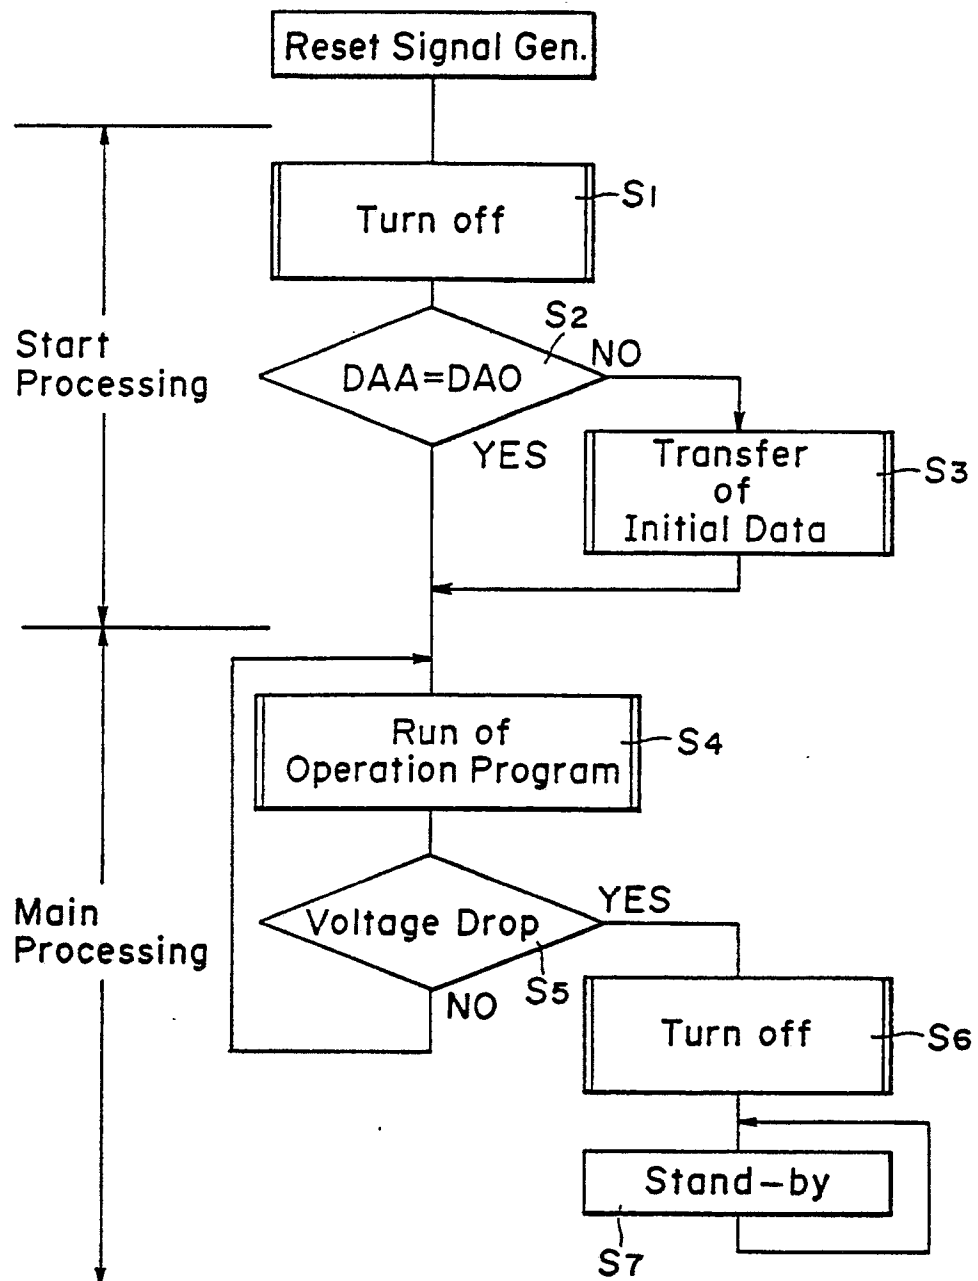 Reset Signal Gen.
Turn off
S1
S2
DAA=DAO
NO
YES
Start
Processing
Transfer
of
Initial Data
S3
Run of
Operation Program
S4
Voltage Drop
YES
S5
NO
Main
Processing
Turn off
S6
Stand-by
S7